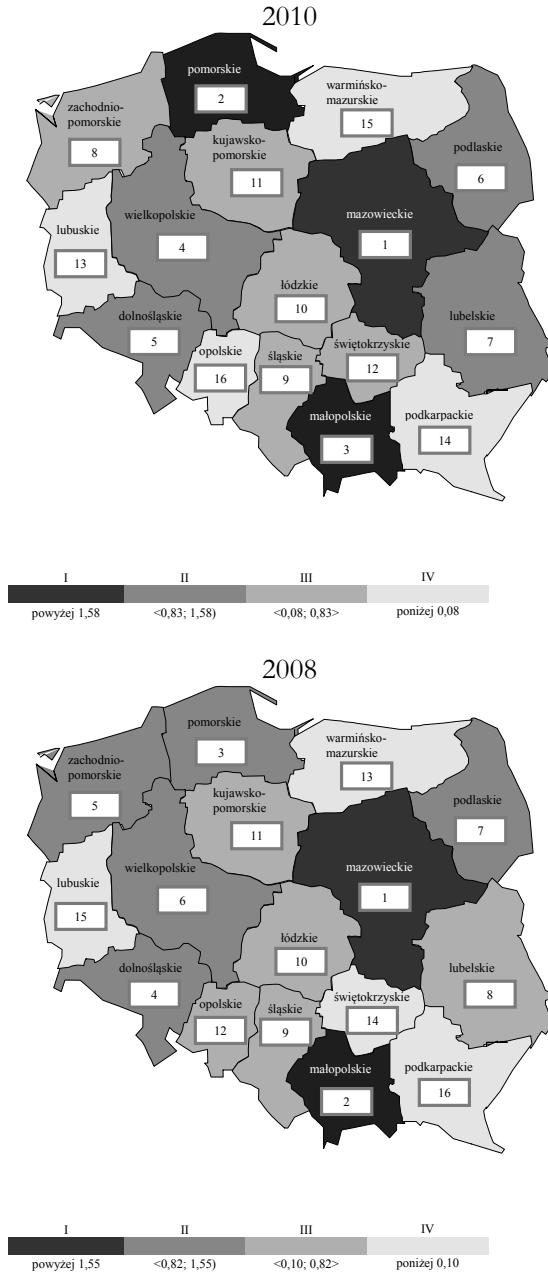 2010
pomorskie
2
warmińsko-
mazurskie
15
zachodnio-
pomorskie
8
kujawsko-
pomorskie
11
podlaskie
6
wielkopolskie
4
mazowieckie
1
lubuskie
13
łódzkie
10
dolnośląskie
5
lubelskie
7
opolskie
16
śląskie
9
świętokrzyskie
12
małopolskie
3
podkarpackie
14
I II III IV
powyżej 1,58 <0,83; 1,58) <0,08; 0,83> poniżej 0,08
2008
pomorskie
3
warmińsko-
mazurskie
13
zachodnio-
pomorskie
5
kujawsko-
pomorskie
11
podlaskie
7
wielkopolskie
6
mazowieckie
1
lubuskie
15
łódzkie
10
dolnośląskie
4
lubelskie
8
opolskie
12
śląskie
9
świętokrzyskie
14
małopolskie
2
podkarpackie
16
I II III IV
powyżej 1,55 <0,82; 1,55) <0,10; 0,82> poniżej 0,10